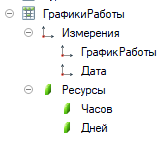 ГрафикиРаботы
Измерения
ГрафикРаботы
Дата
Ресурсы
Часов
Дней